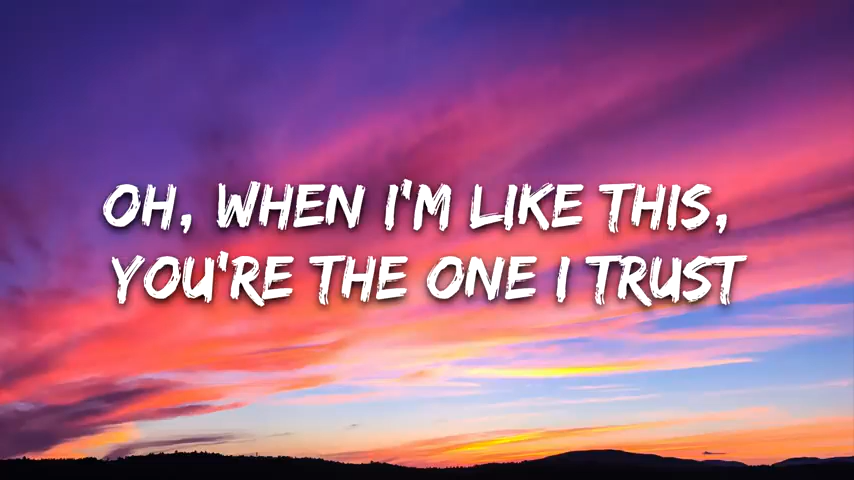 OH, WHEN I'M LIKE THIS,
YOU'RE THE ONE I TRUST